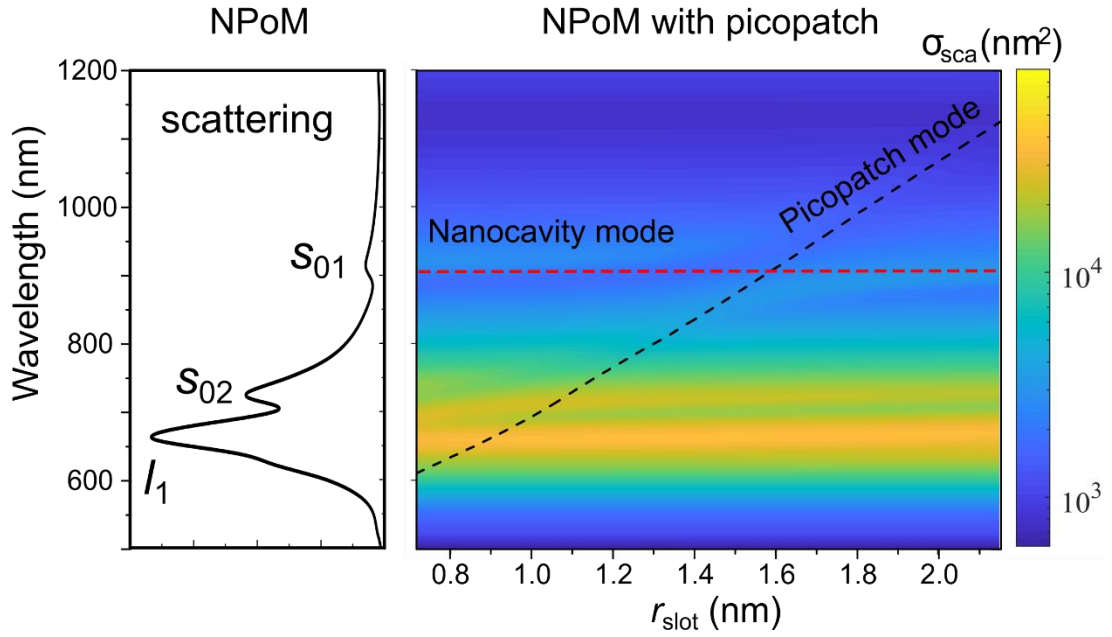 NPoM
NPoM with picopatch
σsca (nm²)
Wavelength (nm)
1200
1000
800
600
scattering
s01
s02
l1
Nanocavity mode
Picopatch mode
10⁴
10³
0.8 1.0 1.2 1.4 1.6 1.8 2.0
rslot (nm)